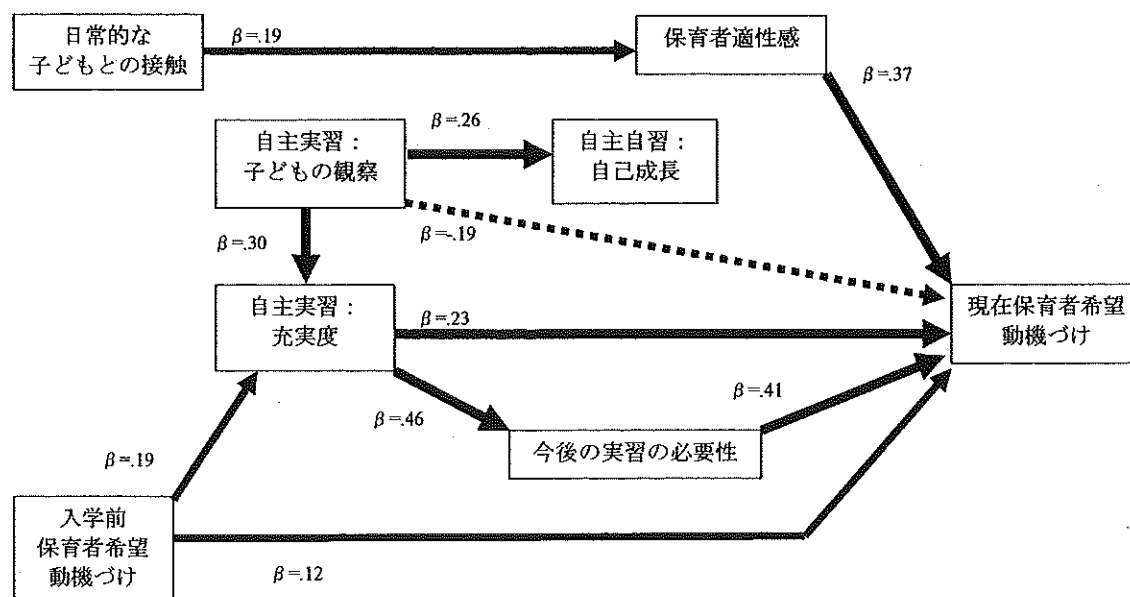 日常的な
子どもとの接触
β=.19
保育者適性感
β=.37
自主実習：
子どもの観察
β=.26
自主自習：
自己成長
β=.30
β=-.19
自主実習：
充実度
β=.23
現在保育者希望
動機づけ
β=.46
β=.41
今後の実習の必要性
β=.19
入学前
保育者希望
動機づけ
β=.12